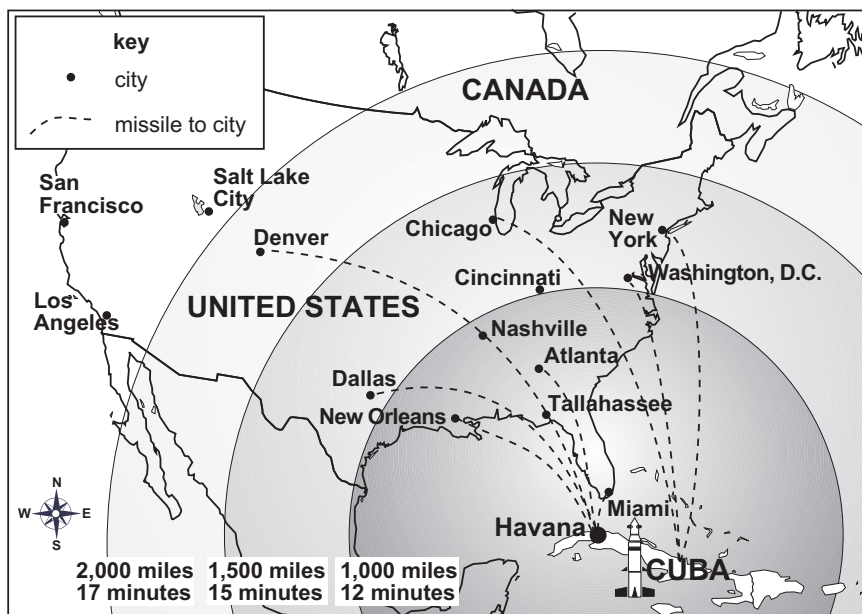 key
city
missile to city
CANADA
San
Francisco
Salt Lake
City
Denver
Chicago
New
York
Washington, D.C.
Cincinnati
Los
Angeles
UNITED STATES
Nashville
Atlanta
Dallas
New Orleans
Tallahassee
Miami
Havana
CUBA
N
W
E
S
2,000 miles
17 minutes
1,500 miles
15 minutes
1,000 miles
12 minutes